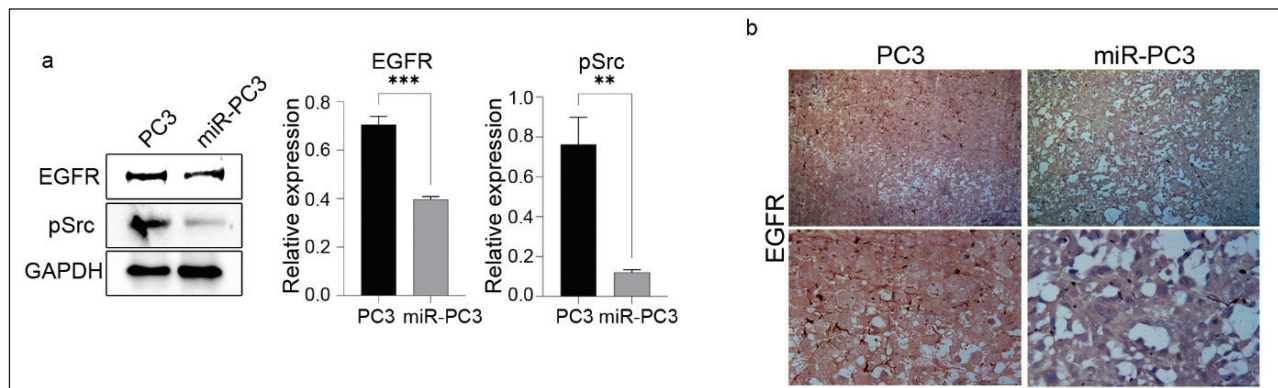 a
PC3 miR-PC3
EGFR
pSrc
GAPDH
EGFR
***
Relative expression
0.8
0.6
0.4
0.2
0.0
PC3 miR-PC3
pSrc
**
Relative expression
1.0
0.8
0.6
0.4
0.2
0.0
PC3 miR-PC3
b
PC3 miR-PC3
EGFR